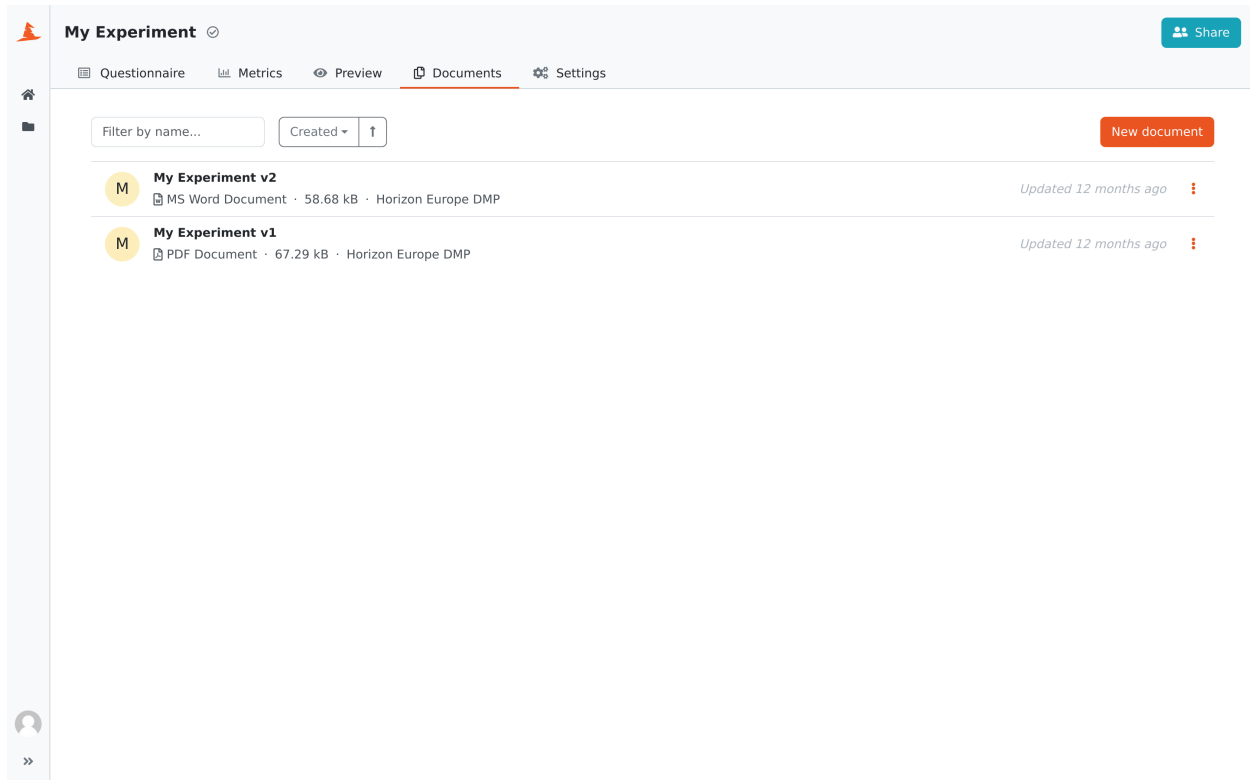 My Experiment
Share
Questionnaire Metrics Preview Documents Settings
Filter by name... Created New document
M
My Experiment v2
MS Word Document · 58.68 kB · Horizon Europe DMP
Updated 12 months ago
M
My Experiment v1
PDF Document · 67.29 kB · Horizon Europe DMP
Updated 12 months ago